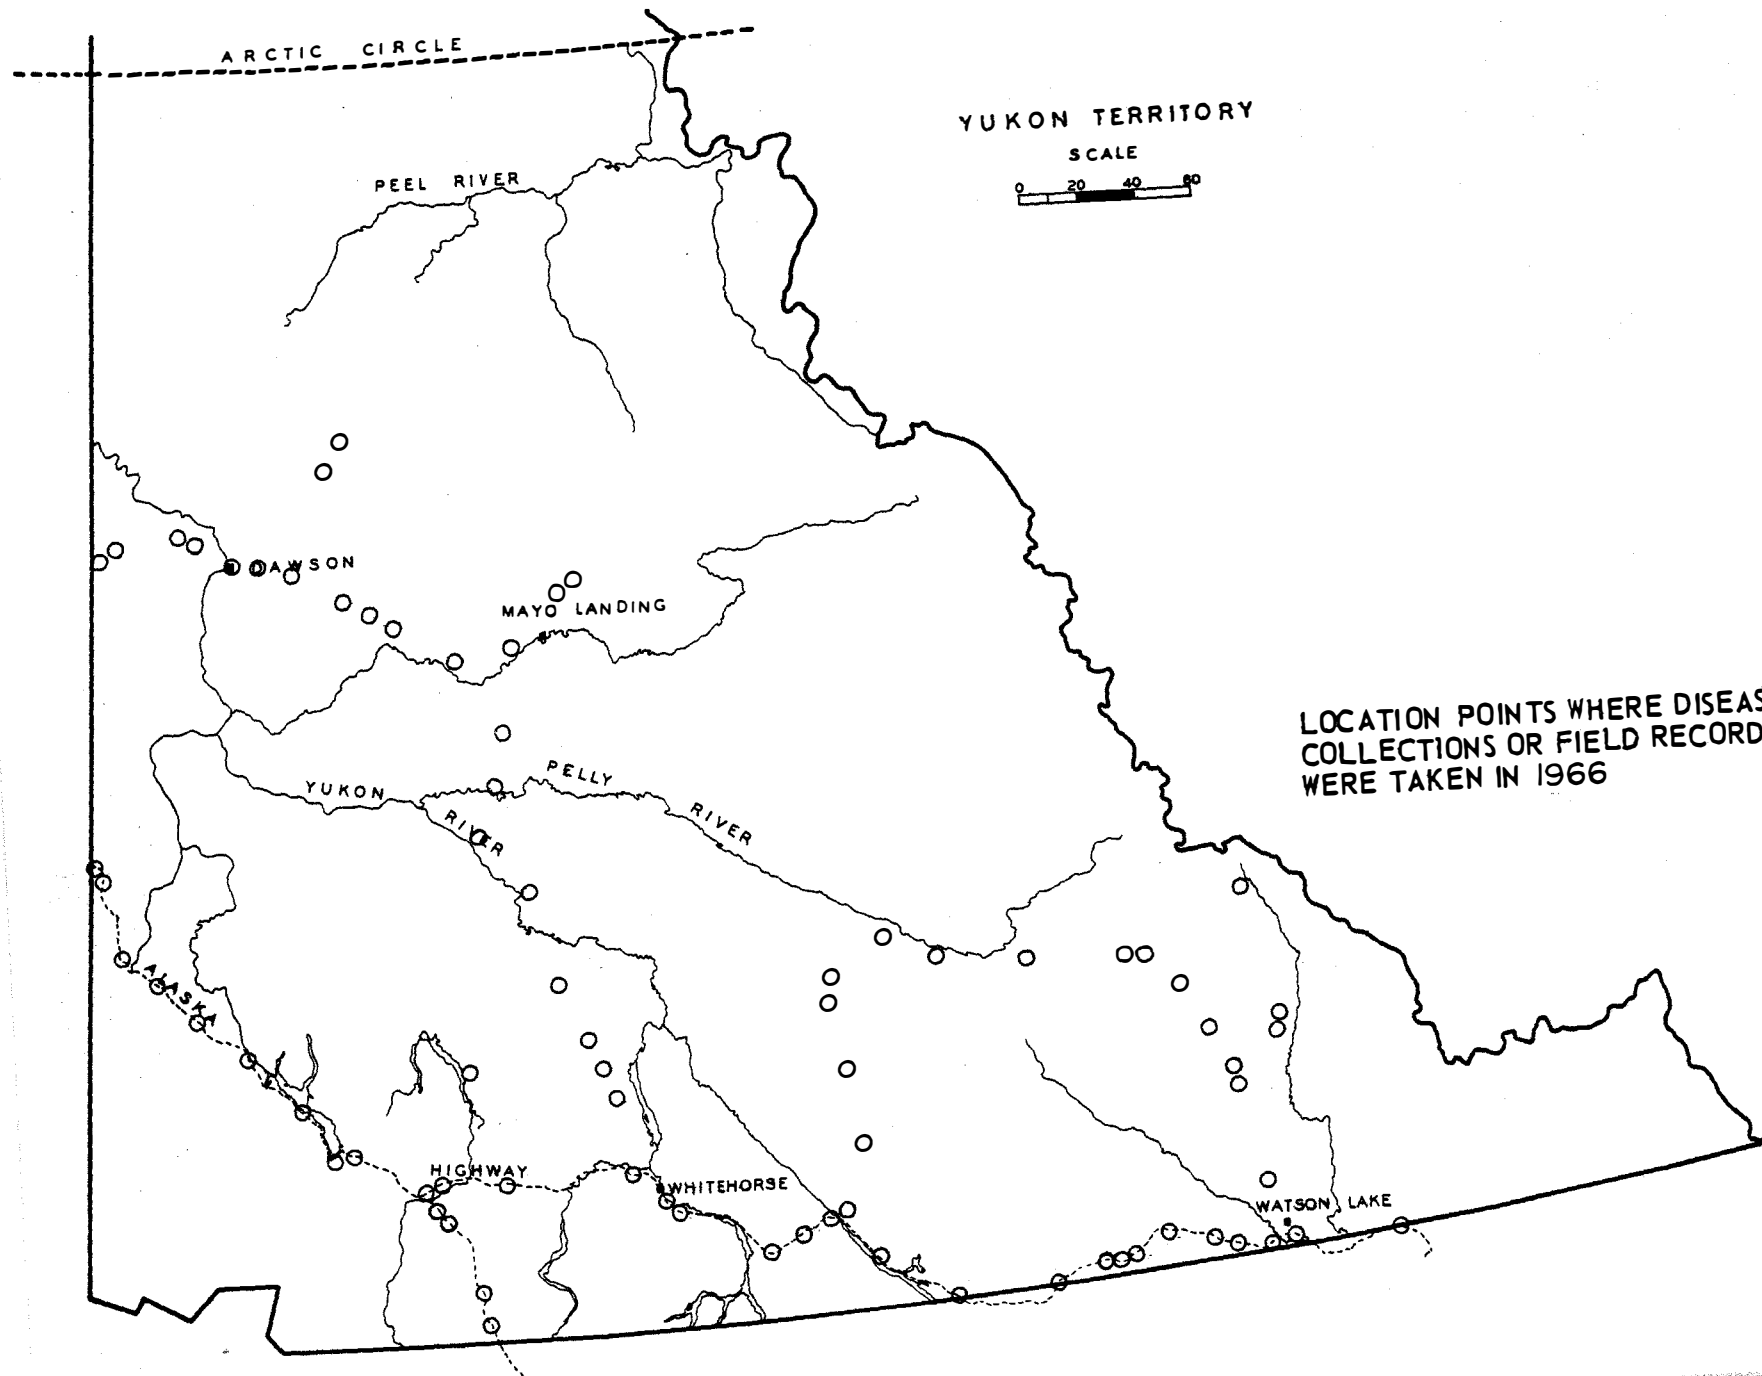 ARCTIC CIRCLE
YUKON TERRITORY
SCALE
0 20 40 60
PEEL RIVER
DAWSON
MAYO LANDING
LOCATION POINTS WHERE DISEAS
COLLECTIONS OR FIELD RECORD
WERE TAKEN IN 1966
PELLY
RIVER
YUKON
RIVER
ALASKA
HIGHWAY
WHITEHORSE
WATSON LAKE